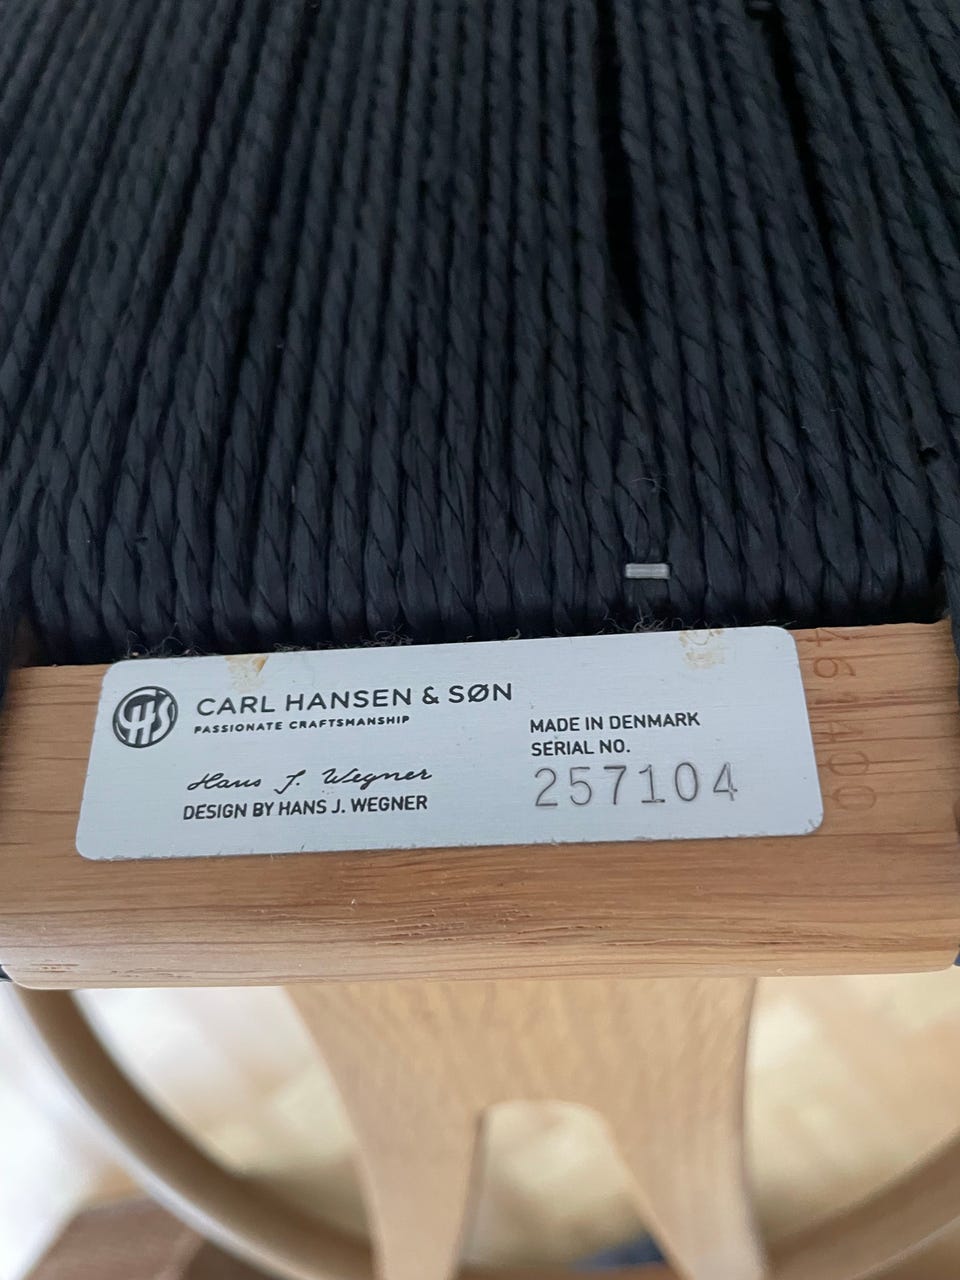 CARL HANSEN & SØN
PASSIONATE CRAFTSMANSHIP
Hans J. Wegner
DESIGN BY HANS J. WEGNER
MADE IN DENMARK
SERIAL NO.
257104